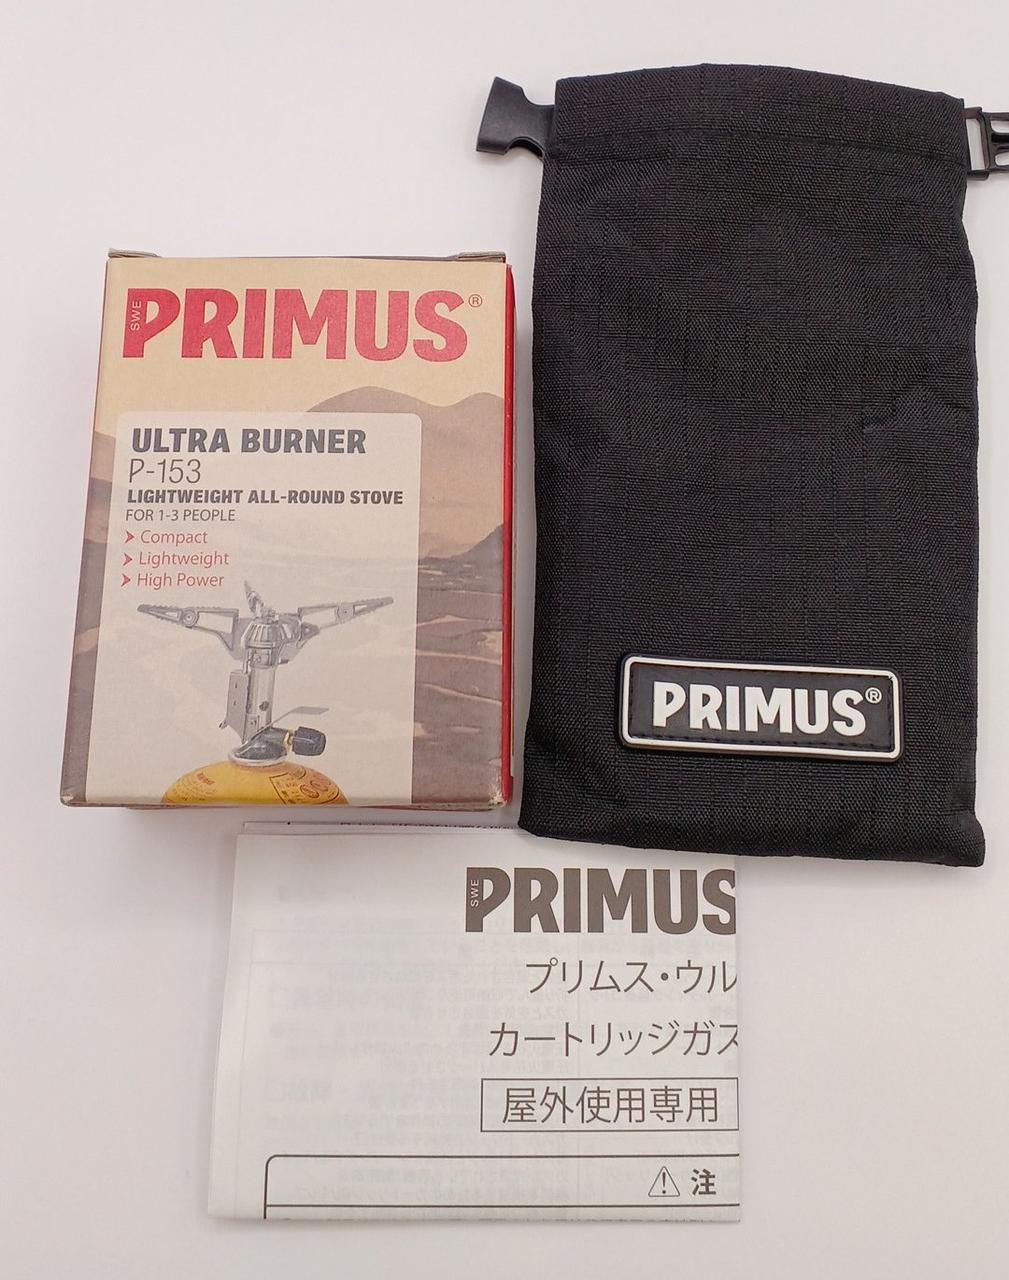 SWE
PRIMUS®
ULTRA BURNER
P-153
LIGHTWEIGHT ALL-ROUND STOVE
FOR 1-3 PEOPLE
Compact
Lightweight
High Power
PRIMUS®
SWE
PRIMUS
プリムス・ウル
カートリッジガス
屋外使用専用
⚠ 注